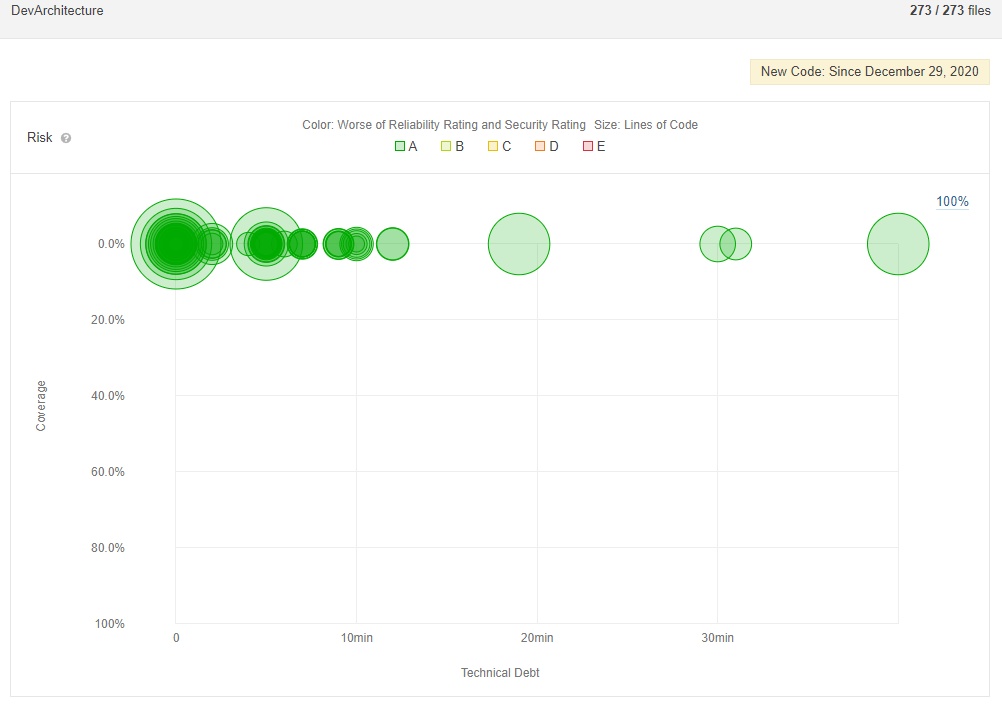 DevArchitecture 273 / 273 files
New Code: Since December 29, 2020
Risk ?
Color: Worse of Reliability Rating and Security Rating Size: Lines of Code
A B C D E
100%
0.0%
20.0%
40.0%
60.0%
80.0%
100%
Coverage
0 10min 20min 30min
Technical Debt